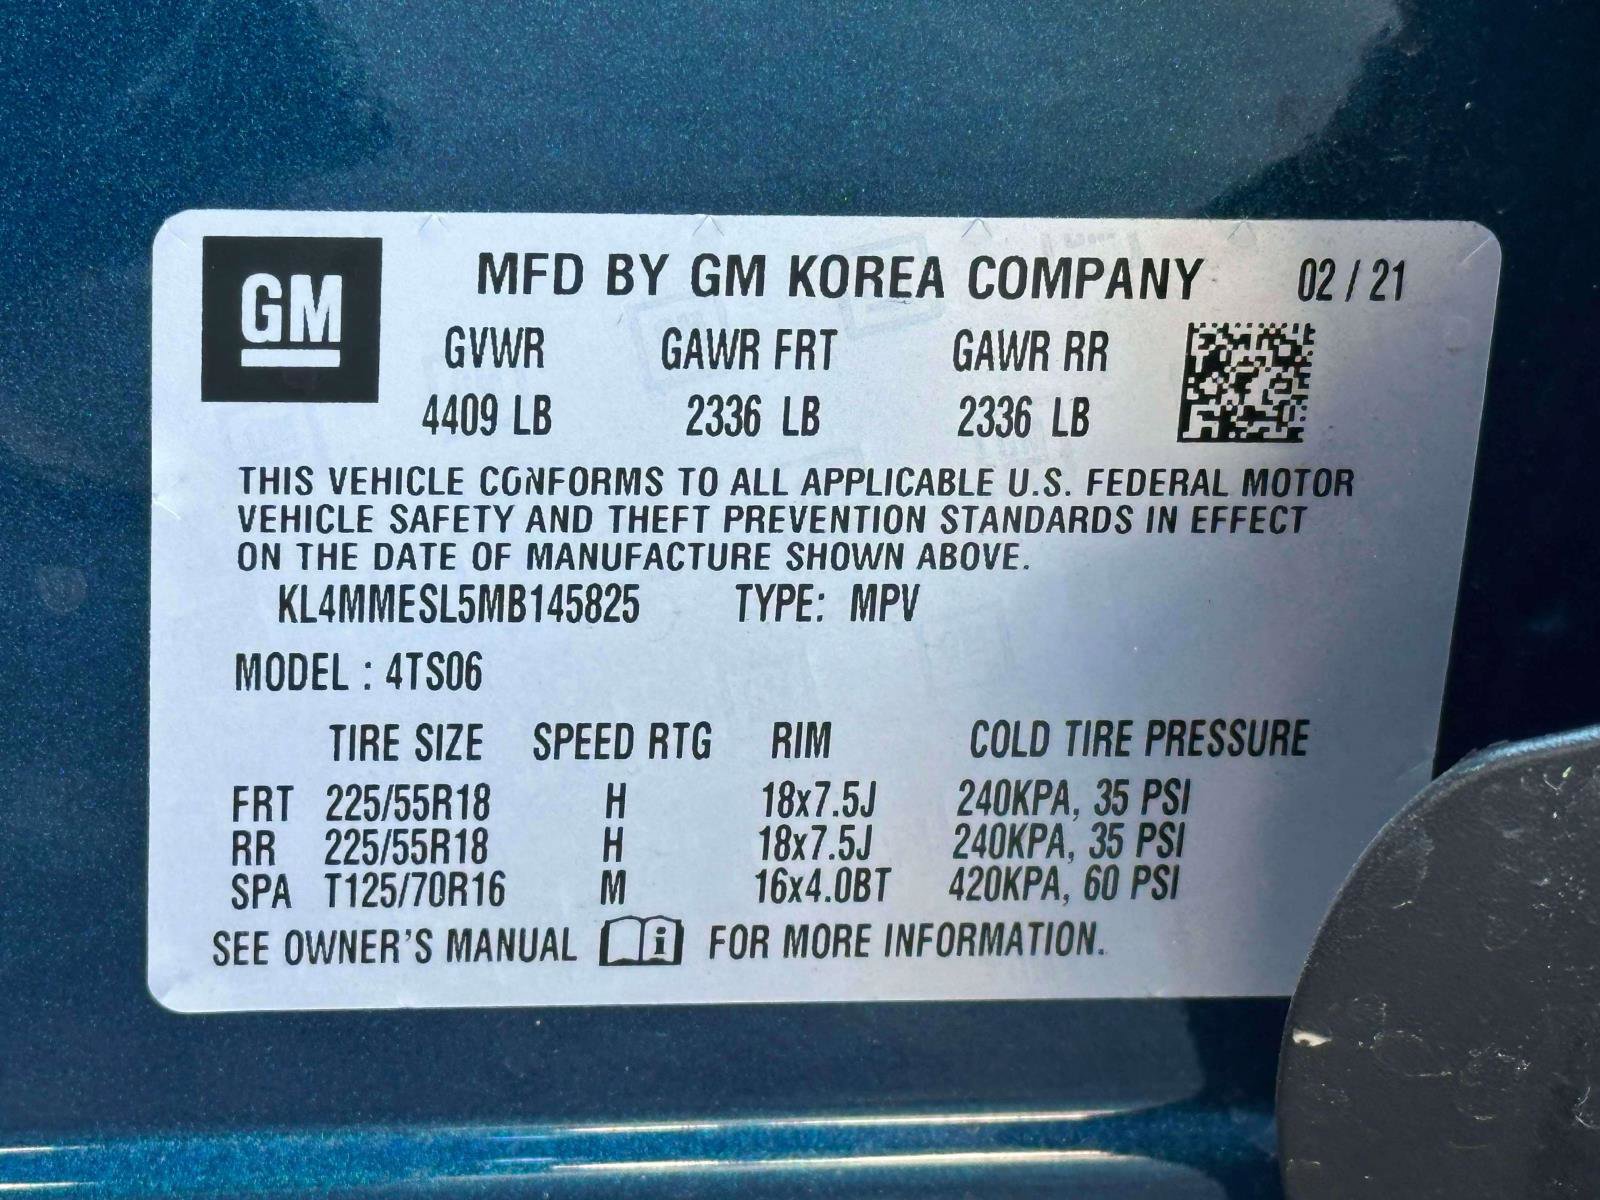 GM
MFD BY GM KOREA COMPANY 02 / 21
GVWR GAWR FRT GAWR RR
4409 LB 2336 LB 2336 LB
THIS VEHICLE CONFORMS TO ALL APPLICABLE U.S. FEDERAL MOTOR
VEHICLE SAFETY AND THEFT PREVENTION STANDARDS IN EFFECT
ON THE DATE OF MANUFACTURE SHOWN ABOVE.
KL4MMESL5MB145825 TYPE: MPV
MODEL : 4TS06
TIRE SIZE SPEED RTG RIM COLD TIRE PRESSURE
FRT 225/55R18 H 18x7.5J 240KPA, 35 PSI
RR 225/55R18 H 18x7.5J 240KPA, 35 PSI
SPA T125/70R16 M 16x4.0BT 420KPA, 60 PSI
SEE OWNER'S MANUAL i FOR MORE INFORMATION.